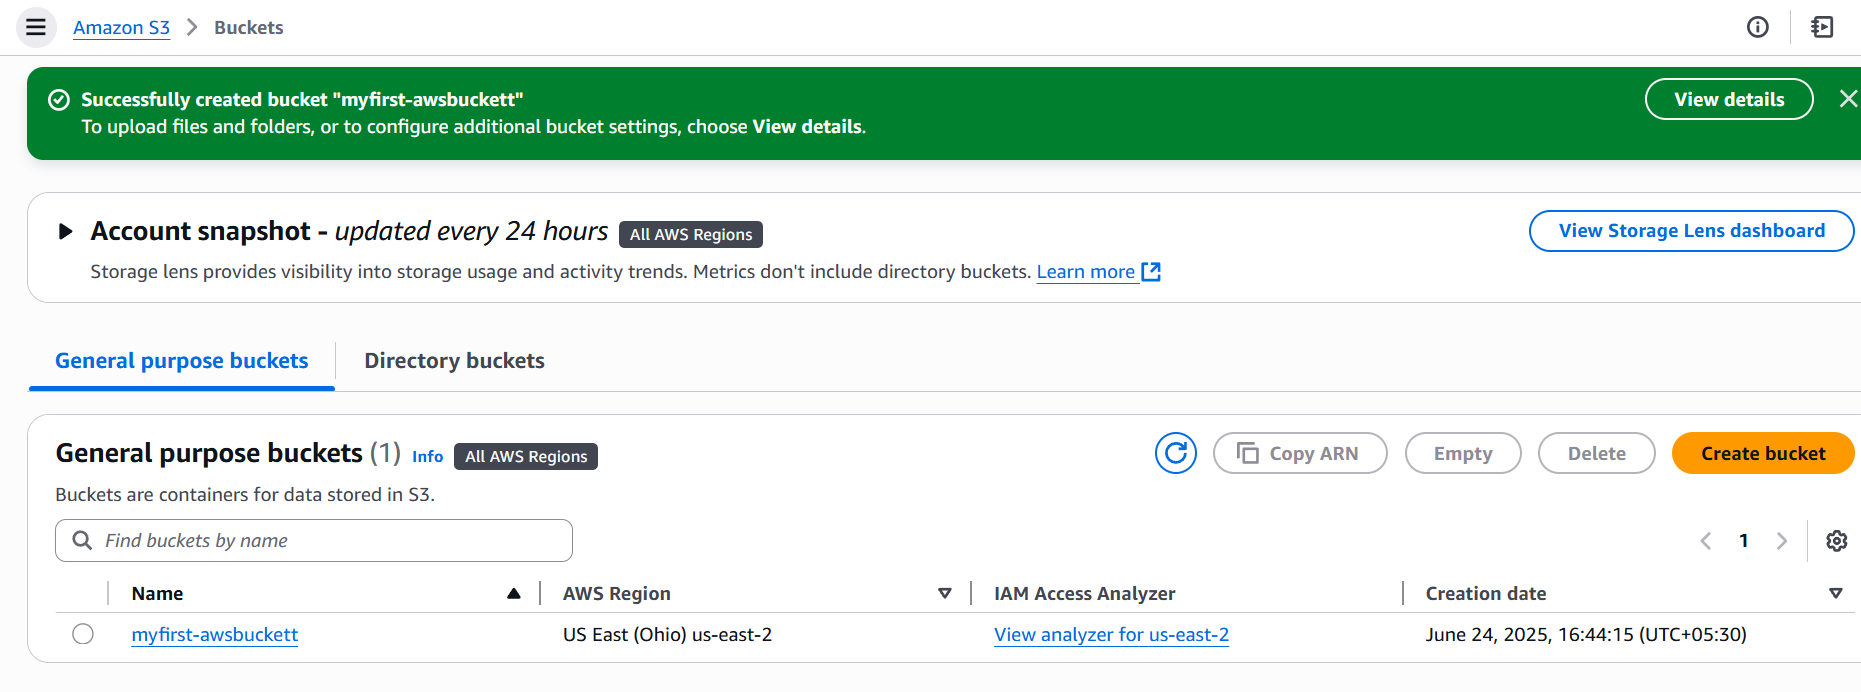 Amazon S3 > Buckets
Successfully created bucket "myfirst-awsbuckett"
To upload files and folders, or to configure additional bucket settings, choose View details.
View details
Account snapshot - updated every 24 hours All AWS Regions
View Storage Lens dashboard
Storage lens provides visibility into storage usage and activity trends. Metrics don't include directory buckets. Learn more
General purpose buckets Directory buckets
General purpose buckets (1) Info All AWS Regions
Copy ARN Empty Delete Create bucket
Buckets are containers for data stored in S3.
Find buckets by name
1
Name AWS Region IAM Access Analyzer Creation date
myfirst-awsbuckett US East (Ohio) us-east-2 View analyzer for us-east-2 June 24, 2025, 16:44:15 (UTC+05:30)